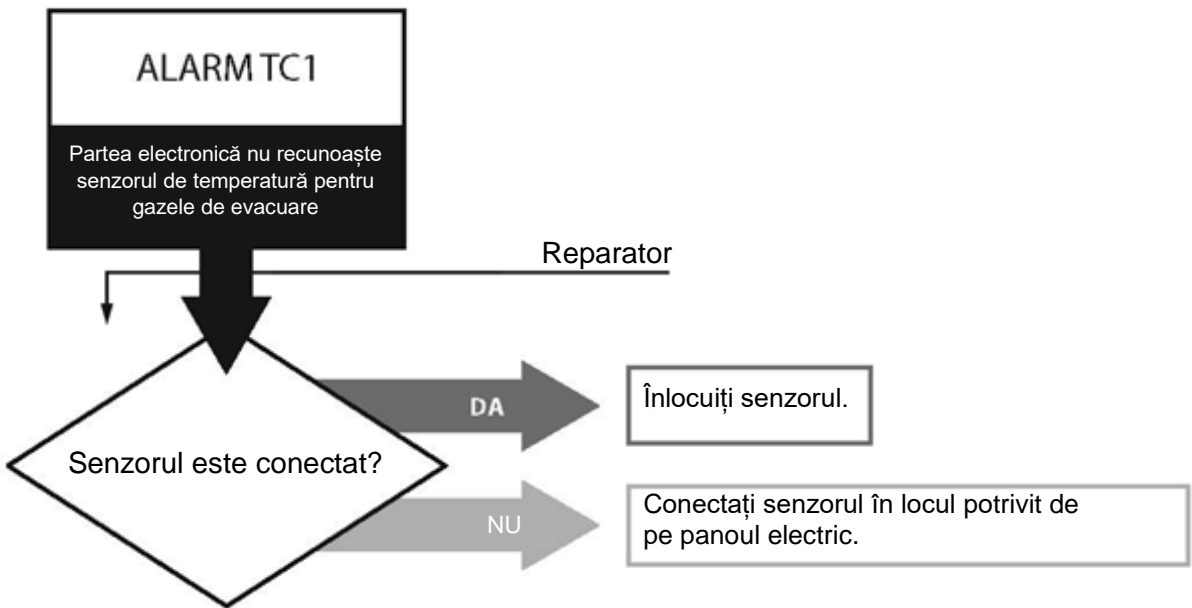 ALARM TC1
Partea electronică nu recunoaște
senzorul de temperatură pentru
gazele de evacuare
Reparator
Senzorul este conectat?
DA
Înlocuiți senzorul.
NU
Conectați senzorul în locul potrivit de
pe panoul electric.